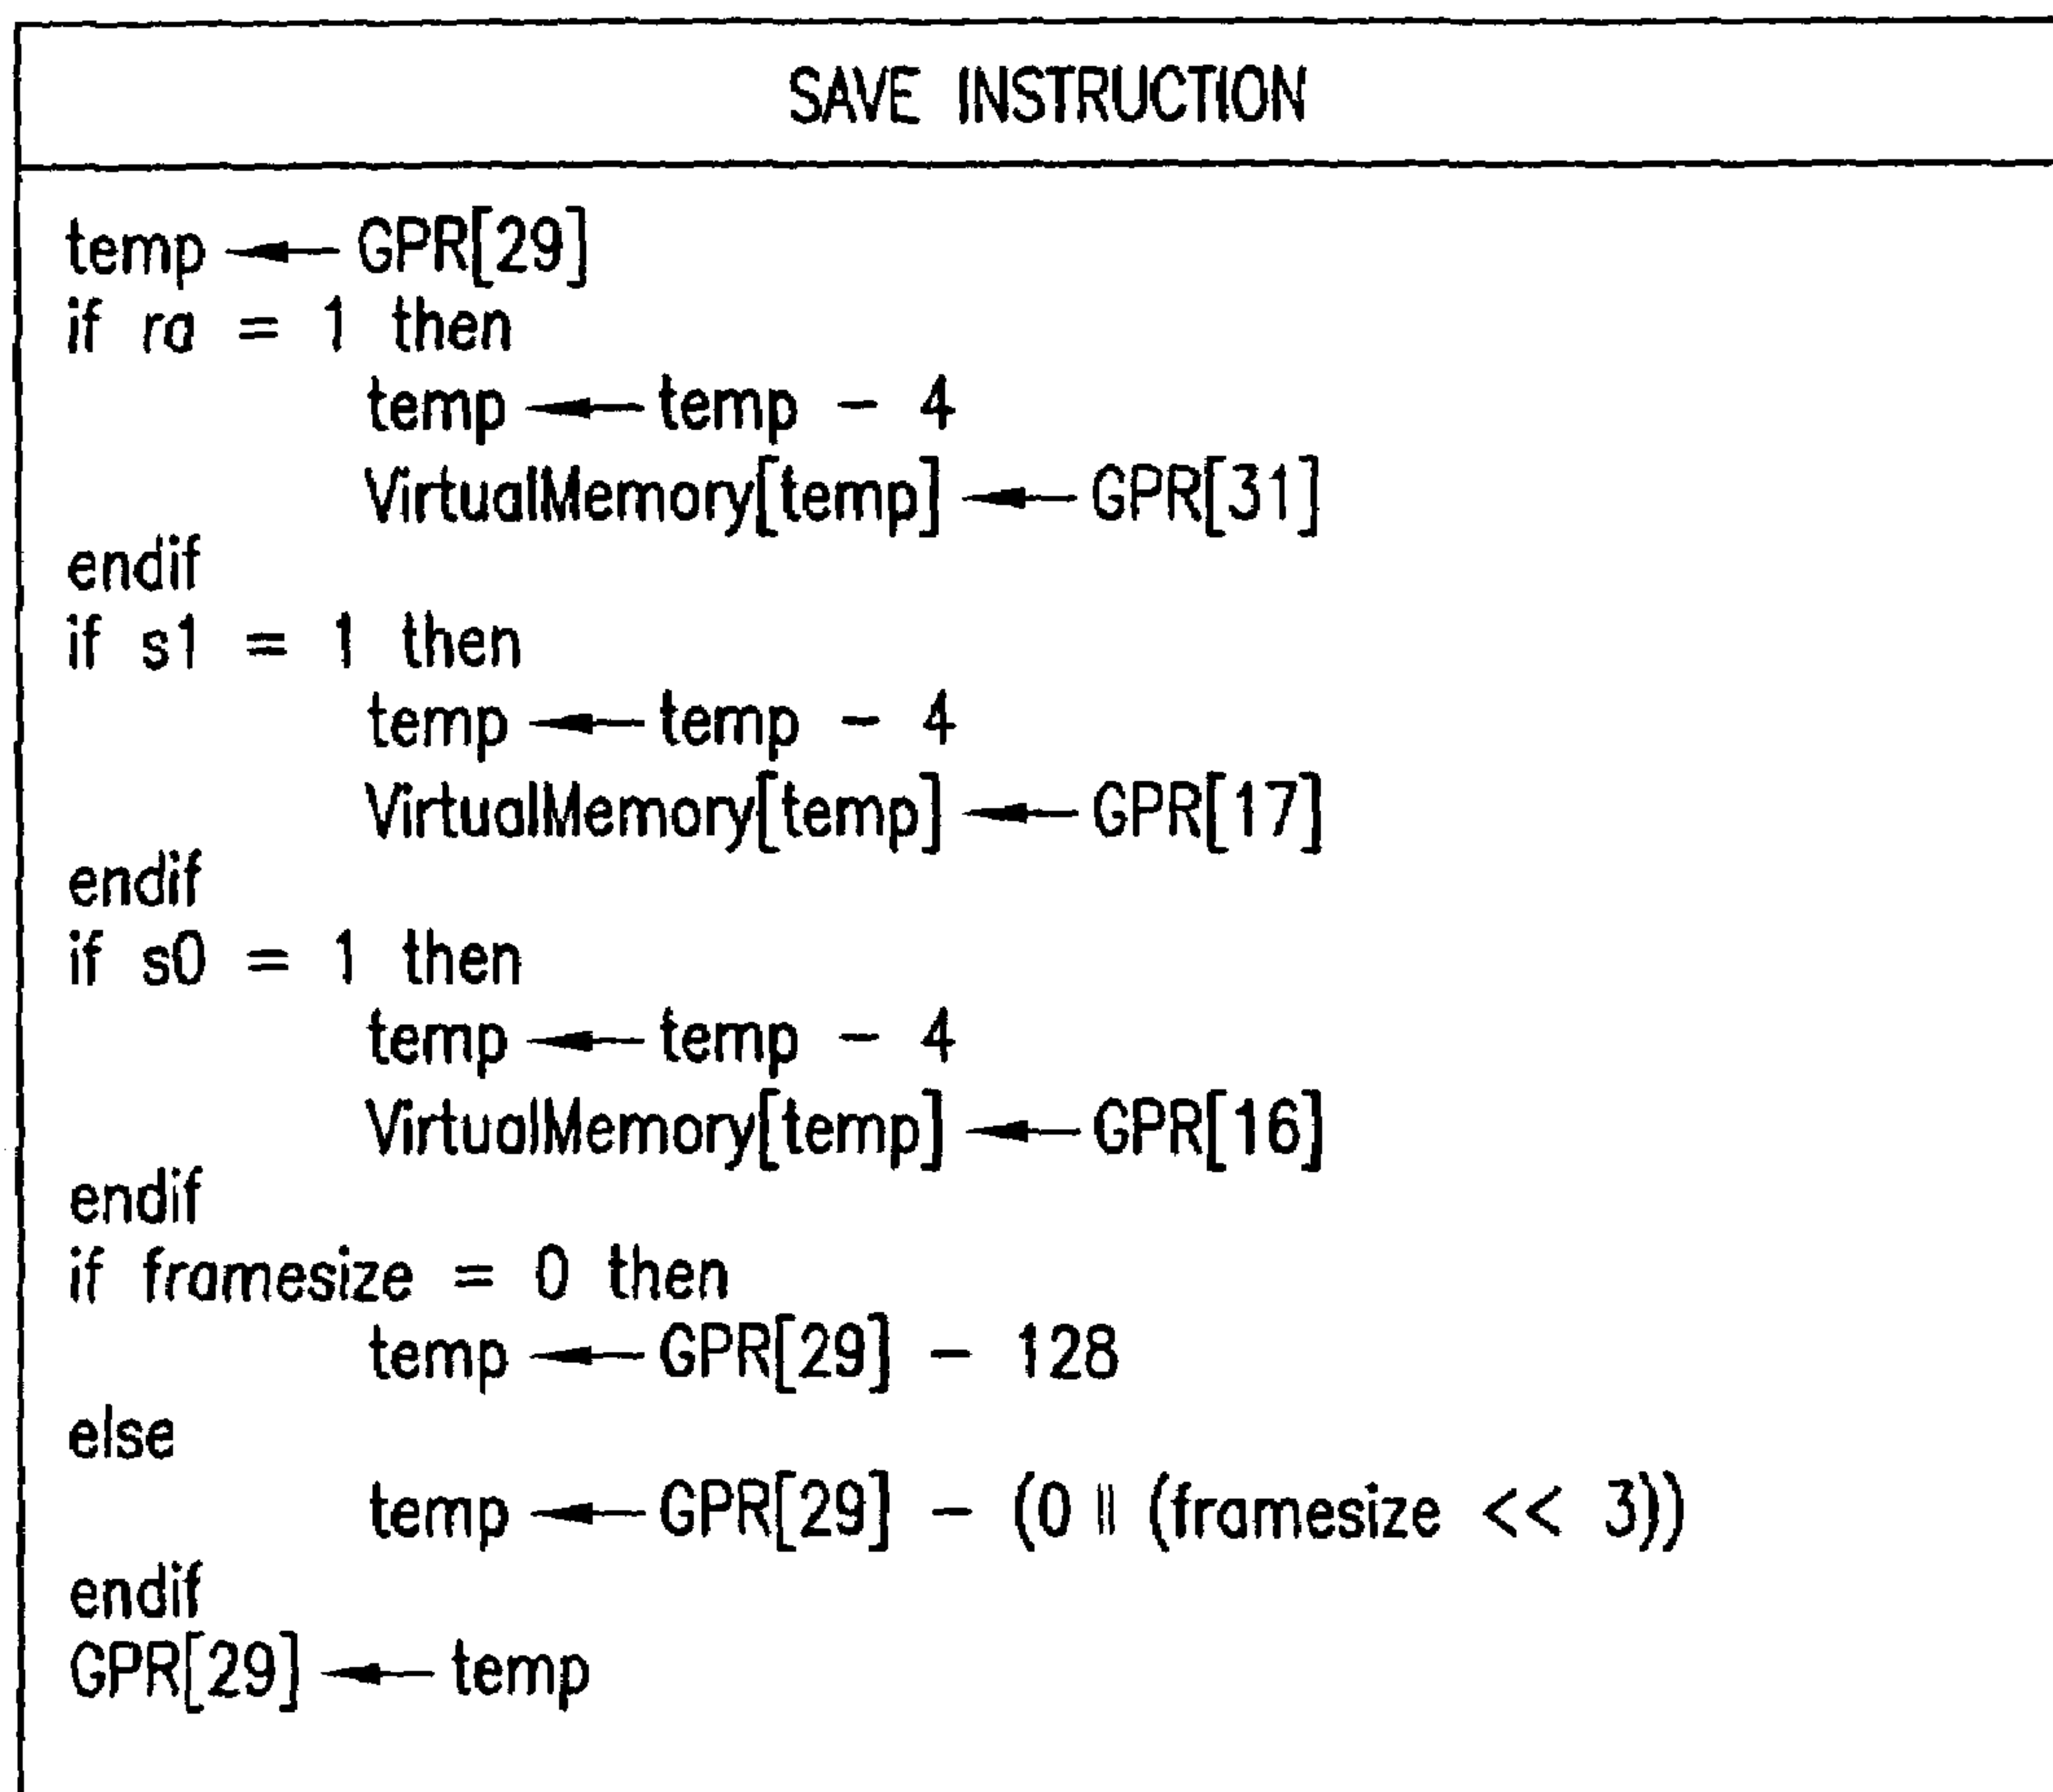 SAVE INSTRUCTION
temp ← GPR[29]
if ra = 1 then
temp ← temp - 4
VirtualMemory[temp] ← GPR[31]
endif
if s1 = 1 then
temp ← temp - 4
VirtualMemory[temp] ← GPR[17]
endif
if s0 = 1 then
temp ← temp - 4
VirtualMemory[temp] ← GPR[16]
endif
if framesize = 0 then
temp ← GPR[29] - 128
else
temp ← GPR[29] - (0 || (framesize << 3))
endif
GPR[29] ← temp